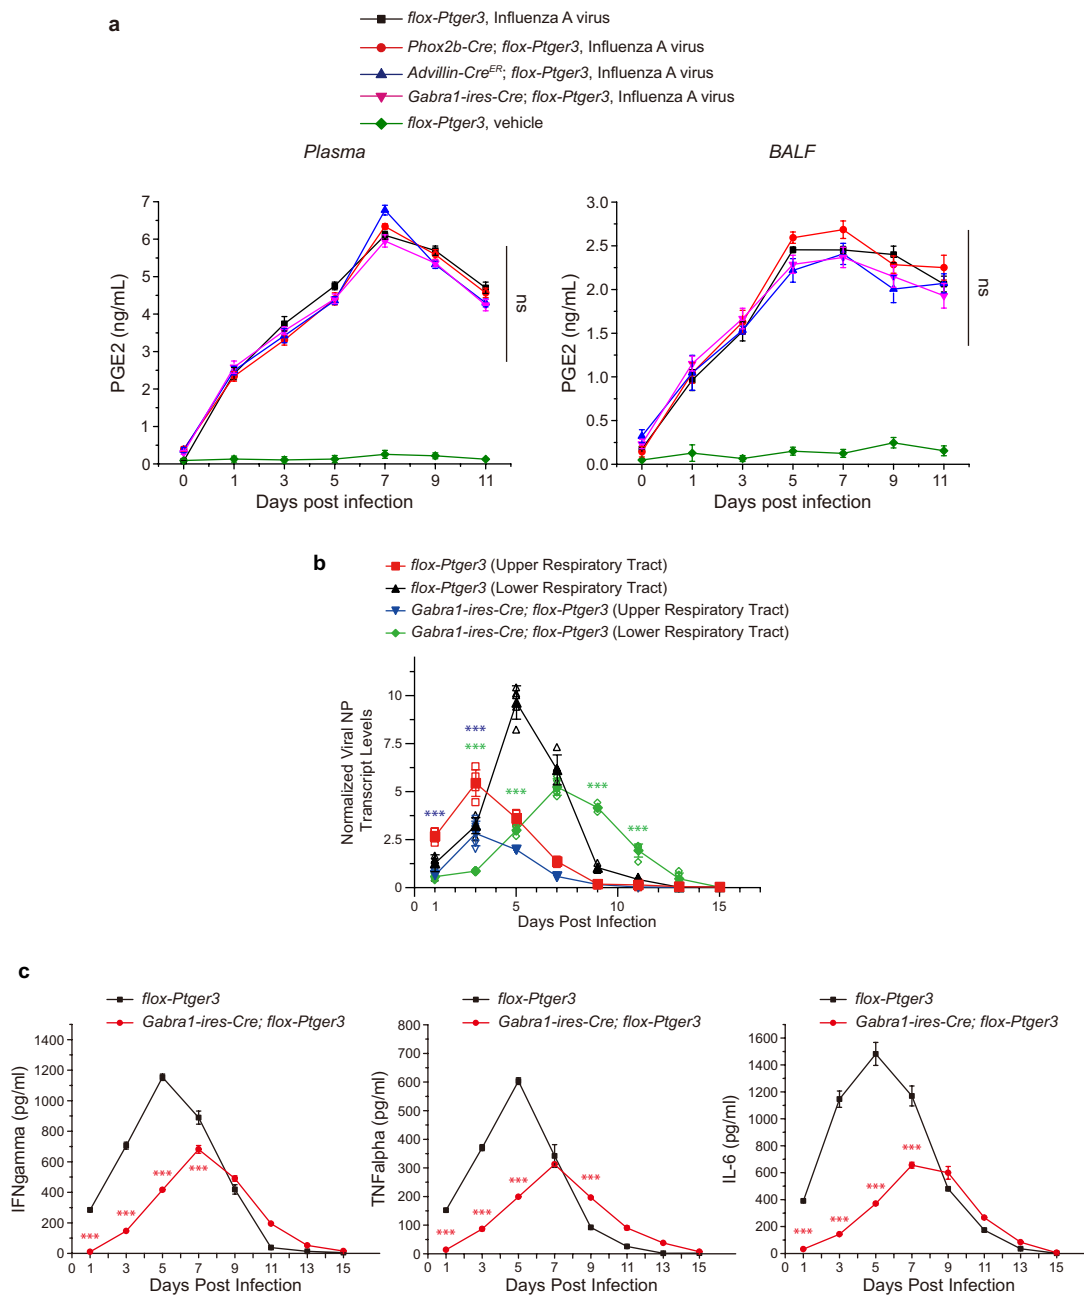 a
flox-Ptger3, Influenza A virus
Phox2b-Cre; flox-Ptger3, Influenza A virus
Advillin-CreER; flox-Ptger3, Influenza A virus
Gabra1-ires-Cre; flox-Ptger3, Influenza A virus
flox-Ptger3, vehicle
Plasma
PGE2 (ng/mL)
7
6
5
4
3
2
1
0
0 1 3 5 7 9 11
Days post infection
ns
BALF
PGE2 (ng/mL)
3.0
2.5
2.0
1.5
1.0
0.5
0.0
0 1 3 5 7 9 11
Days post infection
ns
b
flox-Ptger3 (Upper Respiratory Tract)
flox-Ptger3 (Lower Respiratory Tract)
Gabra1-ires-Cre; flox-Ptger3 (Upper Respiratory Tract)
Gabra1-ires-Cre; flox-Ptger3 (Lower Respiratory Tract)
Normalized Viral NP
Transcript Levels
10
7.5
5
2.5
0
***
***
***
***
***
***
0 1 5 10 15
Days Post Infection
c
flox-Ptger3
Gabra1-ires-Cre; flox-Ptger3
IFNgamma (pg/ml)
1400
1200
1000
800
600
400
200
0
*** *** *** ***
0 1 3 5 7 9 11 13 15
Days Post Infection
flox-Ptger3
Gabra1-ires-Cre; flox-Ptger3
TNFalpha (pg/ml)
800
700
600
500
400
300
200
100
0
*** *** *** ***
0 1 3 5 7 9 11 13 15
Days Post Infection
flox-Ptger3
Gabra1-ires-Cre; flox-Ptger3
IL-6 (pg/ml)
1600
1400
1200
1000
800
600
400
200
0
*** *** *** ***
0 1 3 5 7 9 11 13 15
Days Post Infection